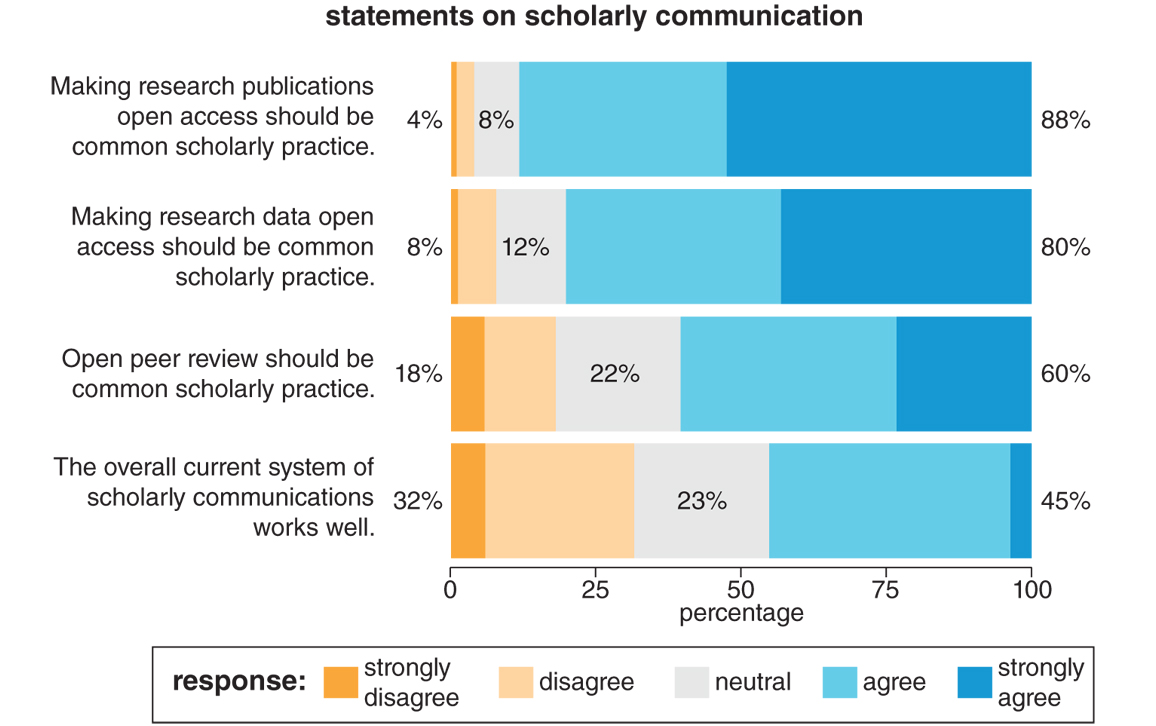 statements on scholarly communication
Making research publications
open access should be
common scholarly practice.
4%
8%
88%
Making research data open
access should be common
scholarly practice.
8%
12%
80%
Open peer review should be
common scholarly practice.
18%
22%
60%
The overall current system of
scholarly communications
works well.
32%
23%
45%
0 25 50 75 100
percentage
response:
strongly
disagree
disagree
neutral
agree
strongly
agree